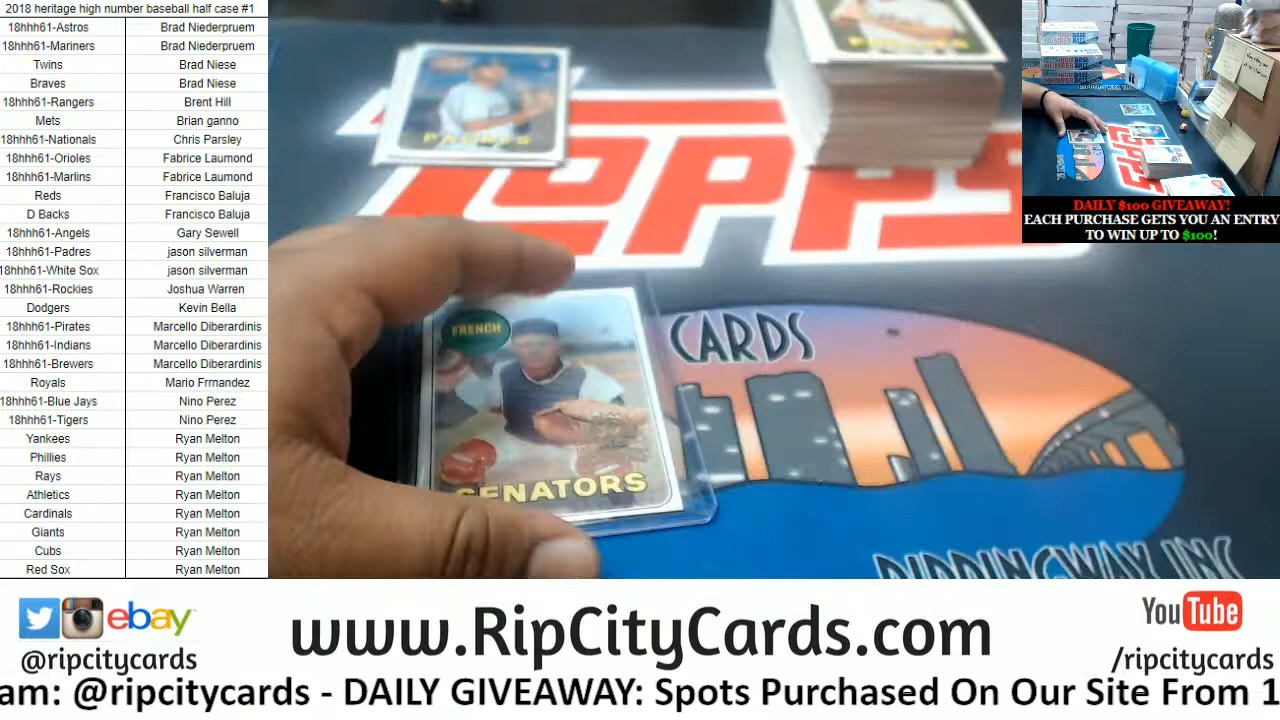 2018 heritage high number baseball half case #1
18hhh61-Astros Brad Niederpruem
18hhh61-Mariners Brad Niederpruem
Twins Brad Niese
Braves Brad Niese
18hhh61-Rangers Brent Hill
Mets Brian ganno
18hhh61-Nationals Chris Parsley
18hhh61-Orioles Fabrice Laumond
18hhh61-Marlins Fabrice Laumond
Reds Francisco Baluja
D Backs Francisco Baluja
18hhh61-Angels Gary Sewell
18hhh61-Padres jason silverman
18hhh61-White Sox jason silverman
18hhh61-Rockies Joshua Warren
Dodgers Kevin Bella
18hhh61-Pirates Marcello Diberardinis
18hhh61-Indians Marcello Diberardinis
18hhh61-Brewers Marcello Diberardinis
Royals Mario Frrnandez
18hhh61-Blue Jays Nino Perez
18hhh61-Tigers Nino Perez
Yankees Ryan Melton
Phillies Ryan Melton
Rays Ryan Melton
Athletics Ryan Melton
Cardinals Ryan Melton
Giants Ryan Melton
Cubs Ryan Melton
Red Sox Ryan Melton
PADRES
TOPPS
FRENCH
SENATORS
CARDS
RIPPINGWAY INC
TOPPS
DAILY $100 GIVEAWAY!
EACH PURCHASE GETS YOU AN ENTRY
TO WIN UP TO $100!
ebay
@ripcitycards
www.RipCityCards.com
YouTube
/ripcitycards
am: @ripcitycards - DAILY GIVEAWAY: Spots Purchased On Our Site From 1